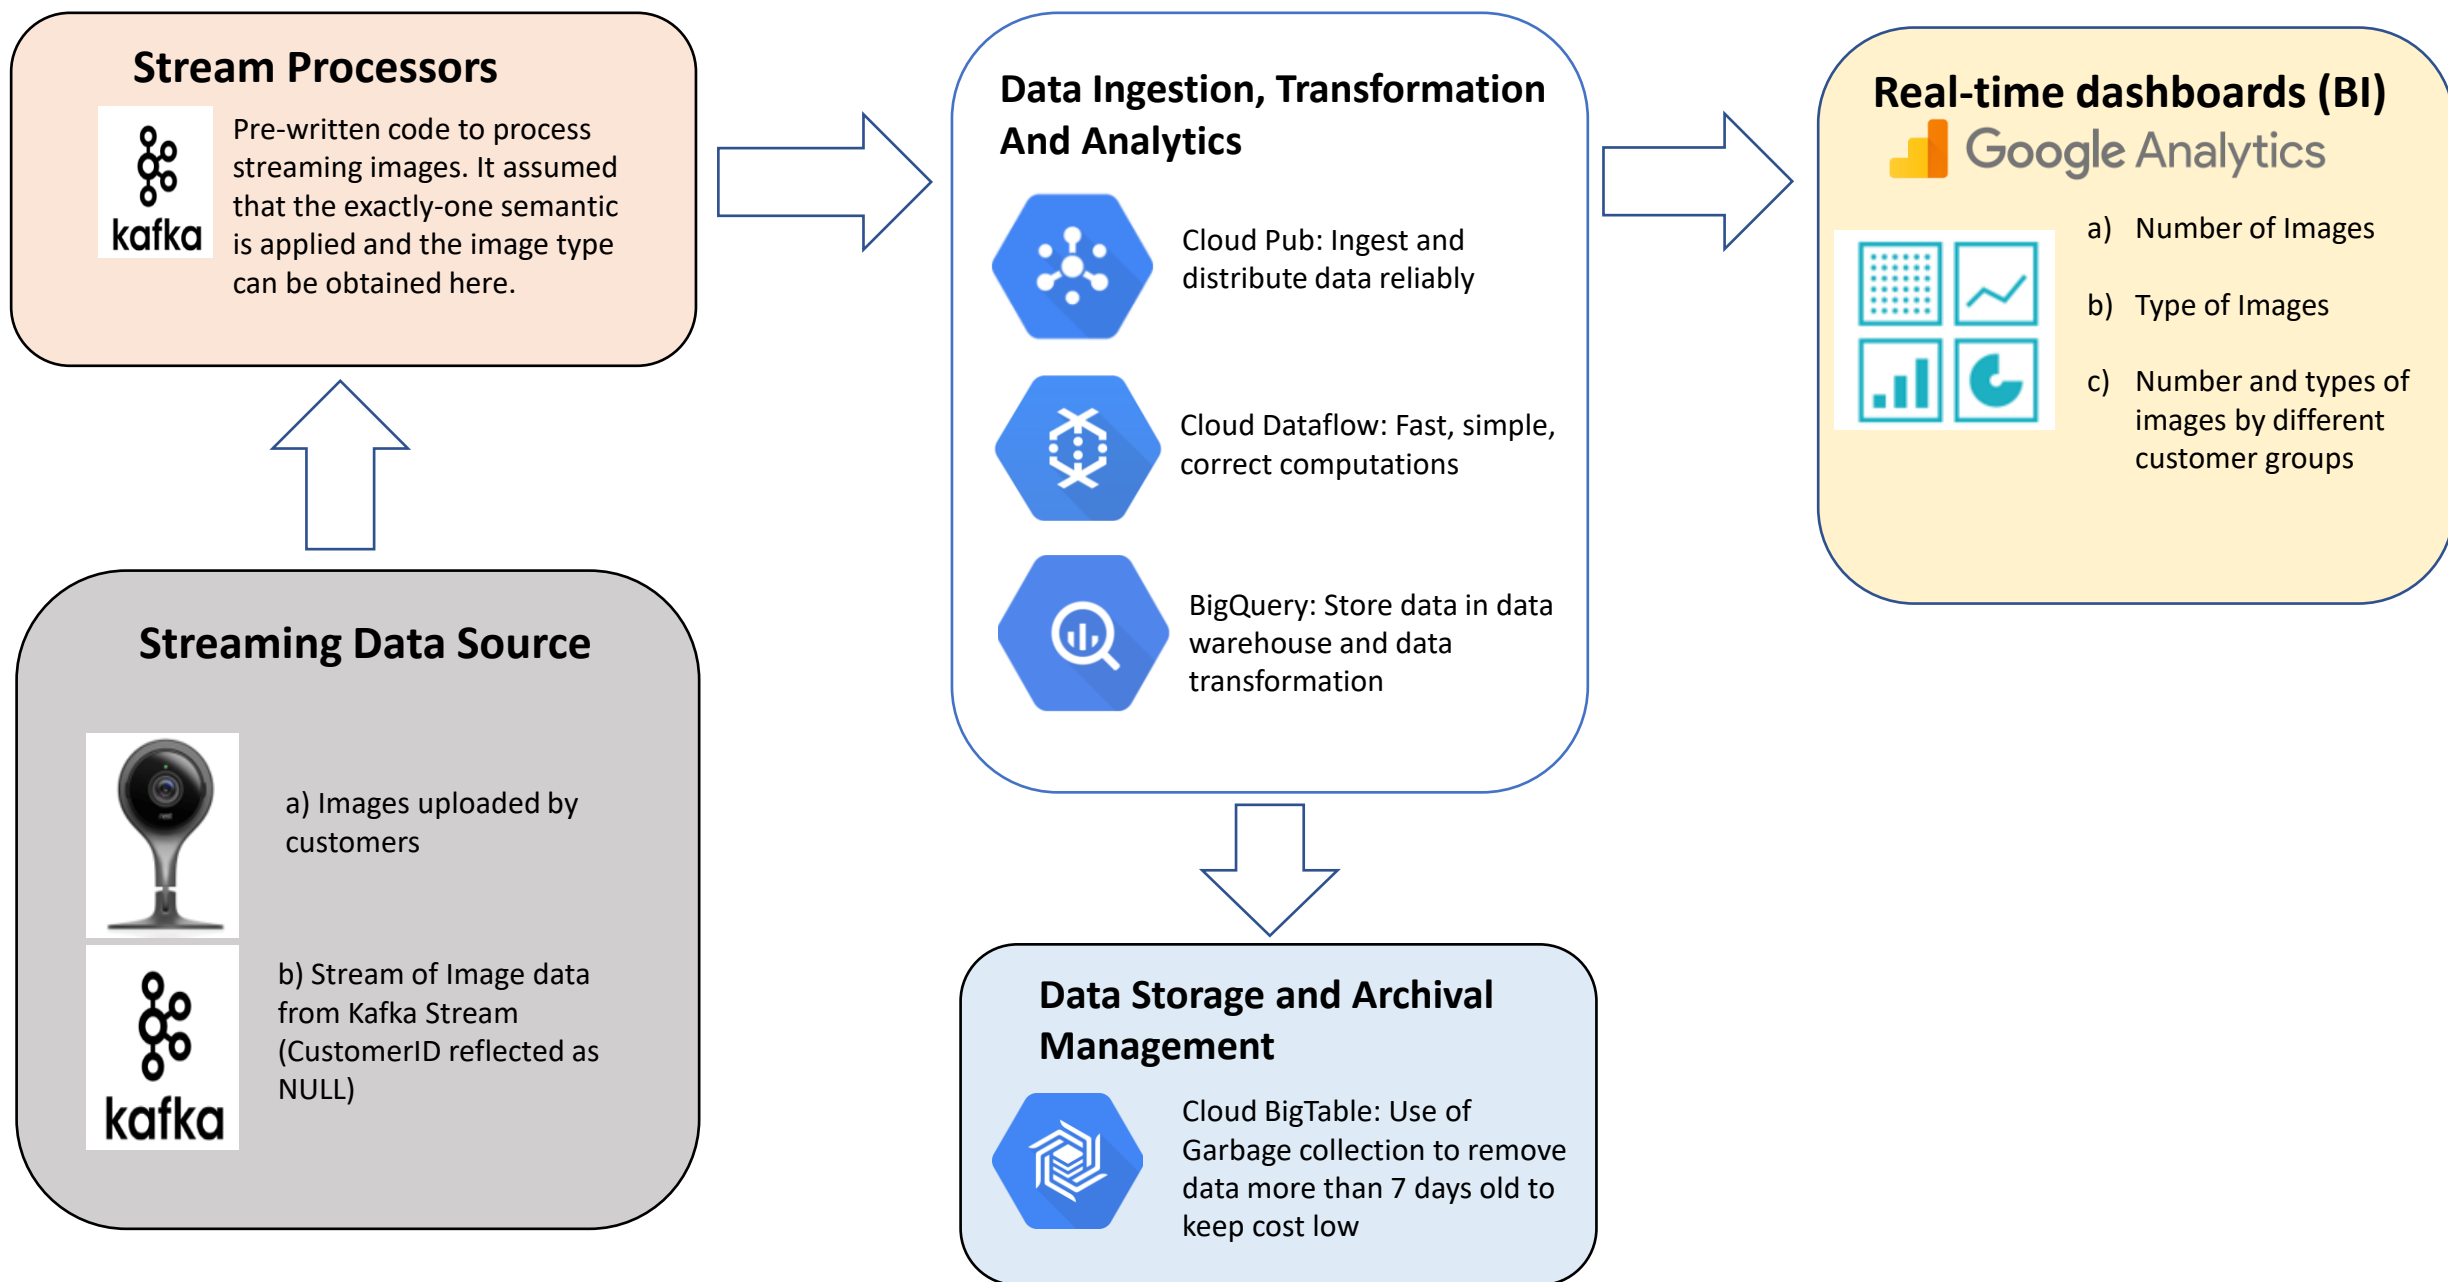 Stream Processors
kafka
Pre-written code to process
streaming images. It assumed
that the exactly-one semantic
is applied and the image type
can be obtained here.
Streaming Data Source
a) Images uploaded by
customers
kafka
b) Stream of Image data
from Kafka Stream
(CustomerID reflected as
NULL)
Data Ingestion, Transformation
And Analytics
Cloud Pub: Ingest and
distribute data reliably
Cloud Dataflow: Fast, simple,
correct computations
BigQuery: Store data in data
warehouse and data
transformation
Data Storage and Archival
Management
Cloud BigTable: Use of
Garbage collection to remove
data more than 7 days old to
keep cost low
Real-time dashboards (BI)
Google Analytics
a) Number of Images
b) Type of Images
c) Number and types of
images by different
customer groups